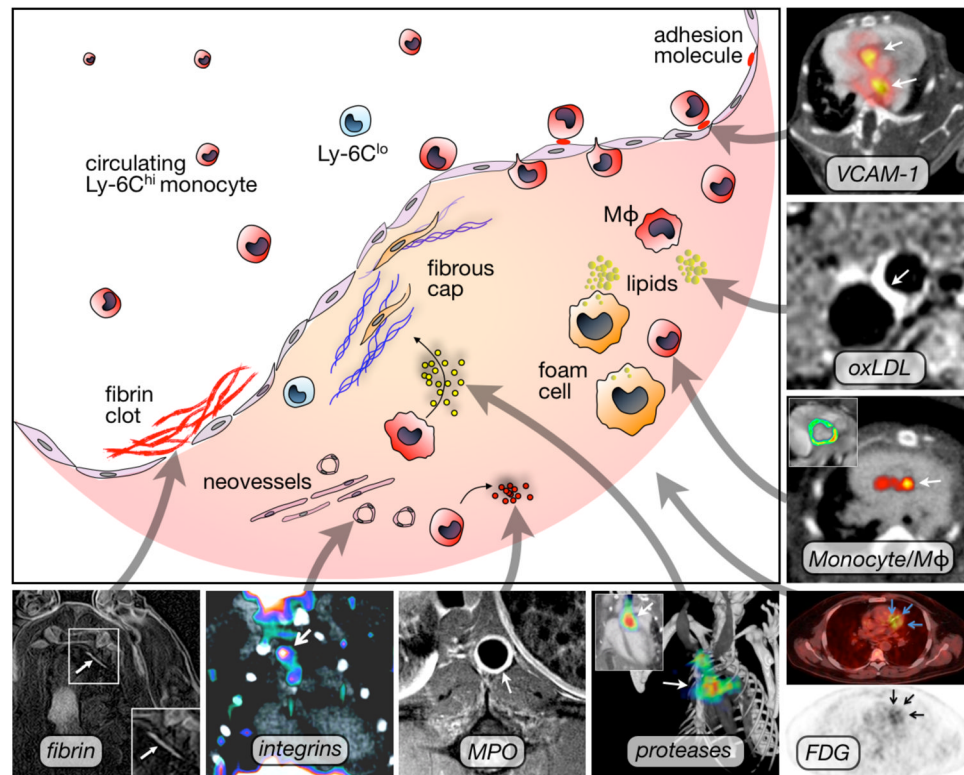 adhesion
molecule
Ly-6Cˡᵒ
circulating
Ly-6Cʰⁱ monocyte
VCAM-1
Mϕ
fibrous
cap
lipids
oxLDL
foam
cell
fibrin
clot
neovessels
Monocyte/Mϕ
fibrin
integrins
MPO
proteases
FDG